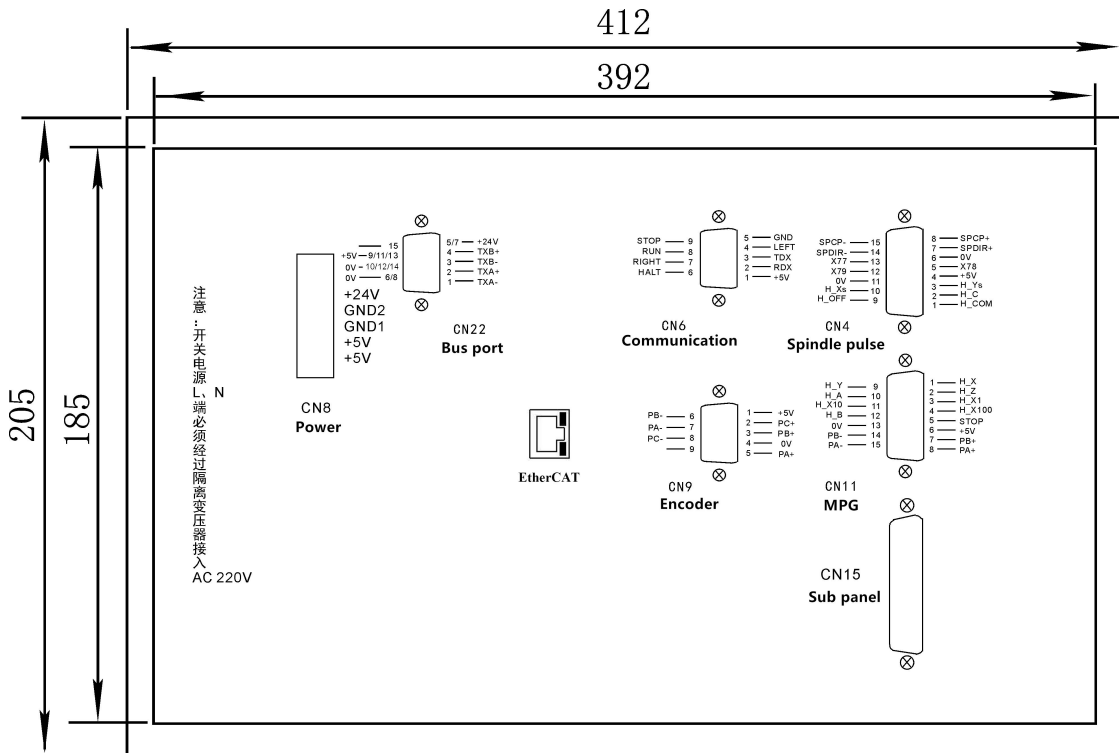 412
392
205
185
注意：开关电源L、N端必须经过隔离变压器接入
AC 220V
+24V
GND2
GND1
+5V
+5V
CN8
Power
15
+5V 9/11/13
0V 10/12/14
0V 6/8
5/7 +24V
4 TXB+
3 TXB-
2 TXA+
1 TXA-
CN22
Bus port
EtherCAT
STOP 9
RUN 8
RIGHT 7
HALT 6
5 GND
4 LEFT
3 TDX
2 RDX
1 +5V
CN6
Communication
SPCP- 15
SPDIR- 14
X77 13
X79 12
0V 11
H_Xs 10
H_OFF 9
8 SPCP+
7 SPDIR+
6 0V
5 X78
4 +5V
3 H_Ys
2 H_C
1 H_COM
CN4
Spindle pulse
PB- 6
PA- 7
PC- 8
9
1 +5V
2 PC+
3 PB+
4 0V
5 PA+
CN9
Encoder
H_Y 9
H_A 10
H_X10 11
H_B 12
0V 13
PB- 14
PA- 15
1 H_X
2 H_Z
3 H_X1
4 H_X100
5 STOP
6 +5V
7 PB+
8 PA+
CN11
MPG
CN15
Sub panel